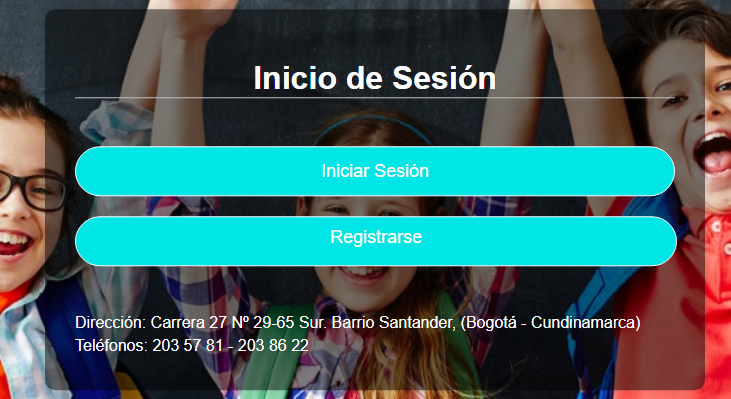 Inicio de Sesión
Iniciar Sesión
Registrarse
Dirección: Carrera 27 Nº 29-65 Sur. Barrio Santander, (Bogotá - Cundinamarca)
Teléfonos: 203 57 81 - 203 86 22